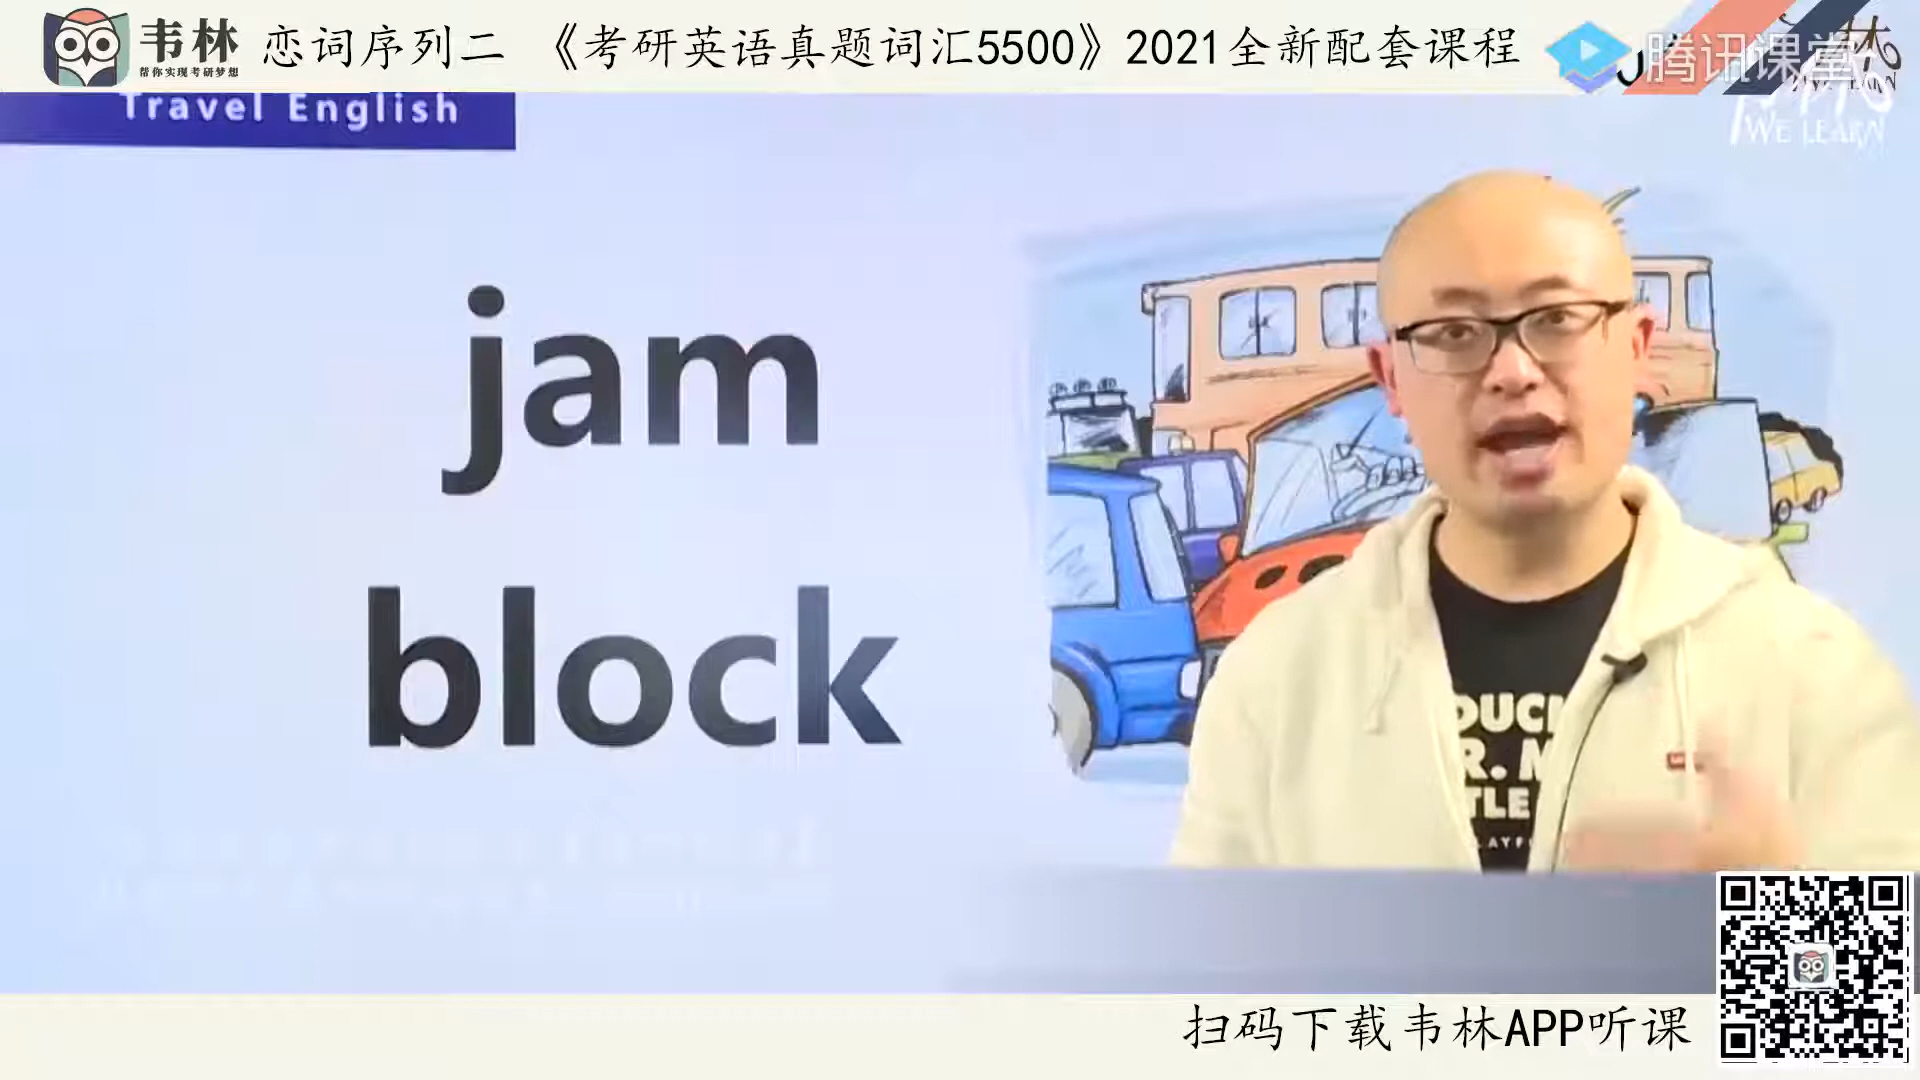 韦林
帮你实现考研梦想
恋词序列二 《考研英语真题词汇5500》2021全新配套课程
腾讯课堂
WE LEARN
Travel English
jam
block
扫码下载韦林APP听课